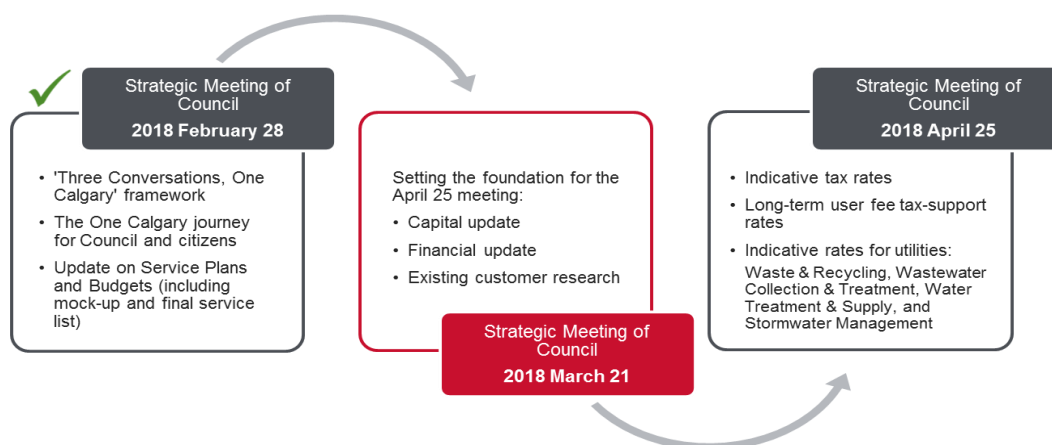 Strategic Meeting of
Council
2018 February 28
• 'Three Conversations, One
Calgary' framework
• The One Calgary journey
for Council and citizens
• Update on Service Plans
and Budgets (including
mock-up and final service
list)
Setting the foundation for the
April 25 meeting:
• Capital update
• Financial update
• Existing customer research
Strategic Meeting of
Council
2018 March 21
Strategic Meeting of
Council
2018 April 25
• Indicative tax rates
• Long-term user fee tax-support
rates
• Indicative rates for utilities:
Waste & Recycling, Wastewater
Collection & Treatment, Water
Treatment & Supply, and
Stormwater Management